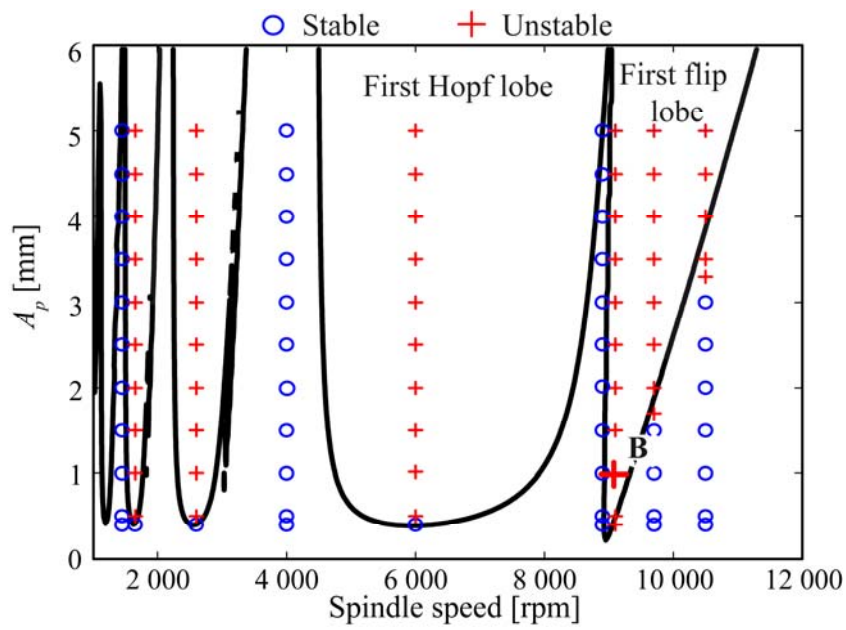 Stable Unstable
6
First Hopf lobe
First flip
lobe
5
4
3
2
B
1
0
A_p [mm]
2 000 4 000 6 000 8 000 10 000 12 000
Spindle speed [rpm]